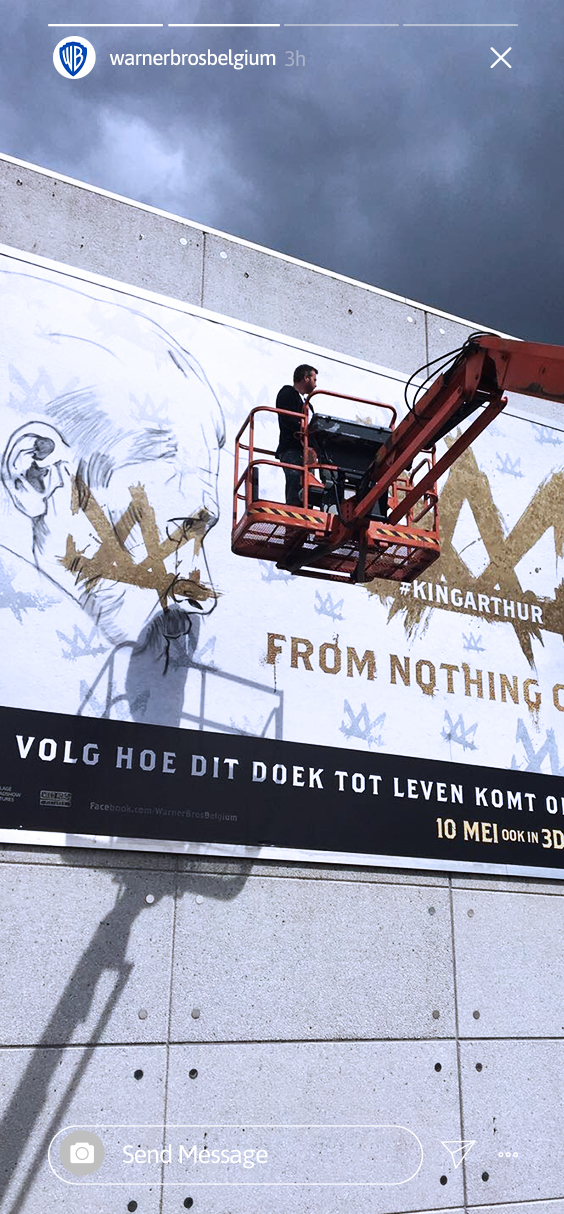 warnerbrosbelgium 3h
#KINGARTHUR
FROM NOTHING
VOLG HOE DIT DOEK TOT LEVEN KOMT
Facebook.com/WarnerBrosBelgium
10 MEI OOK IN 3D
Send Message